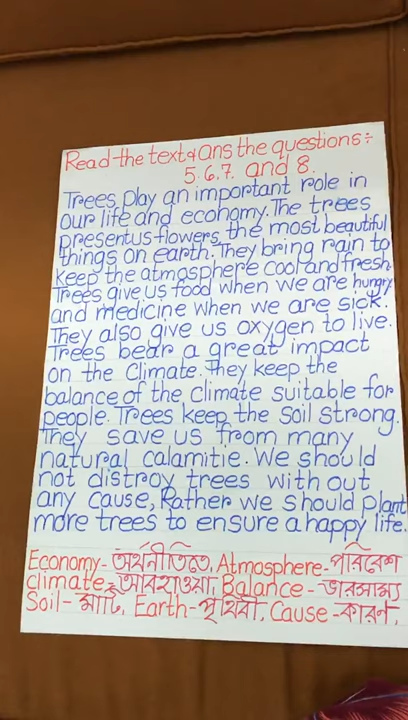 Read the text & ans the questions÷
5. 6. 7. and 8.
Trees play an important role in
our life and economy. The trees
present us flowers, the most beautiful
things on earth. They bring rain to
keep the atmosphere cool and fresh.
Trees give us food when we are hungry
and medicine when we are sick.
They also give us oxygen to live.
Trees bear a great impact
on the climate. They keep the
balance of the climate suitable for
people. Trees keep the soil strong.
They save us from many
natural calamitie. We should
not distroy trees with out
any cause, Rather we should plant
more trees to ensure a happy life.
Economy- অর্থনীতিতে, Atmosphere- পরিবেশ
climate- আবহাওয়া, Balance - ভারসাম্য
Soil- মাটি, Earth- পৃথিবী, Cause - কারণ,